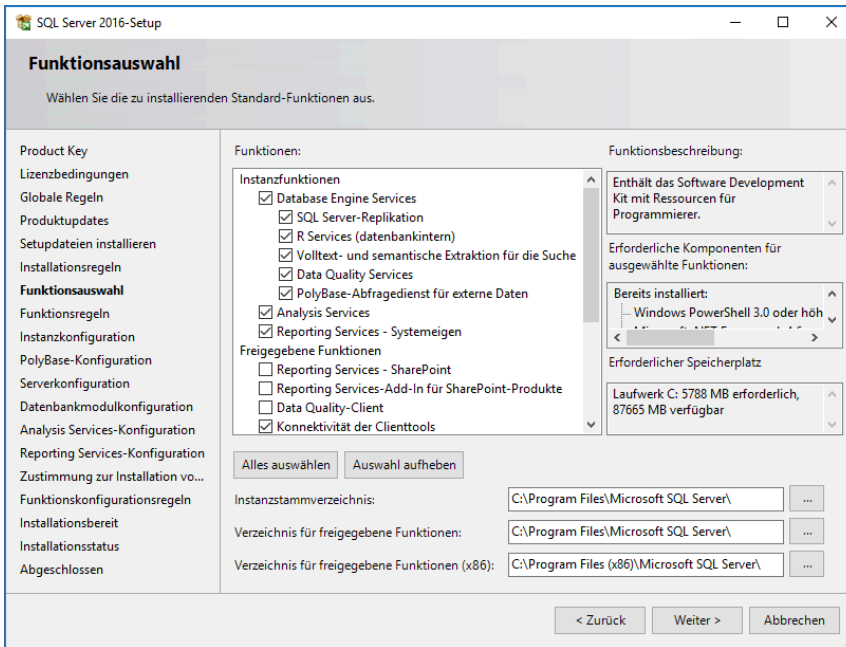 SQL Server 2016-Setup
Funktionsauswahl
Wählen Sie die zu installierenden Standard-Funktionen aus.
Product Key
Lizenzbedingungen
Globale Regeln
Produktupdates
Setupdateien installieren
Installationsregeln
Funktionsauswahl
Funktionsregeln
Instanzkonfiguration
PolyBase-Konfiguration
Serverkonfiguration
Datenbankmodulkonfiguration
Analysis Services-Konfiguration
Reporting Services-Konfiguration
Zustimmung zur Installation vo...
Funktionskonfigurationsregeln
Installationsbereit
Installationsstatus
Abgeschlossen
Funktionen:
Instanzfunktionen
Database Engine Services
SQL Server-Replikation
R Services (datenbankintern)
Volltext- und semantische Extraktion für die Suche
Data Quality Services
PolyBase-Abfragedienst für externe Daten
Analysis Services
Reporting Services - Systemeigen
Freigegebene Funktionen
Reporting Services - SharePoint
Reporting Services-Add-In für SharePoint-Produkte
Data Quality-Client
Konnektivität der Clienttools
Funktionsbeschreibung:
Enthält das Software Development
Kit mit Ressourcen für
Programmierer.
Erforderliche Komponenten für
ausgewählte Funktionen:
Bereits installiert:
Windows PowerShell 3.0 oder höh
Erforderlicher Speicherplatz
Laufwerk C: 5788 MB erforderlich,
87665 MB verfügbar
Alles auswählen
Auswahl aufheben
Instanzstammverzeichnis:
C:\Program Files\Microsoft SQL Server\
...
Verzeichnis für freigegebene Funktionen:
C:\Program Files\Microsoft SQL Server\
...
Verzeichnis für freigegebene Funktionen (x86):
C:\Program Files (x86)\Microsoft SQL Server\
...
< Zurück
Weiter >
Abbrechen